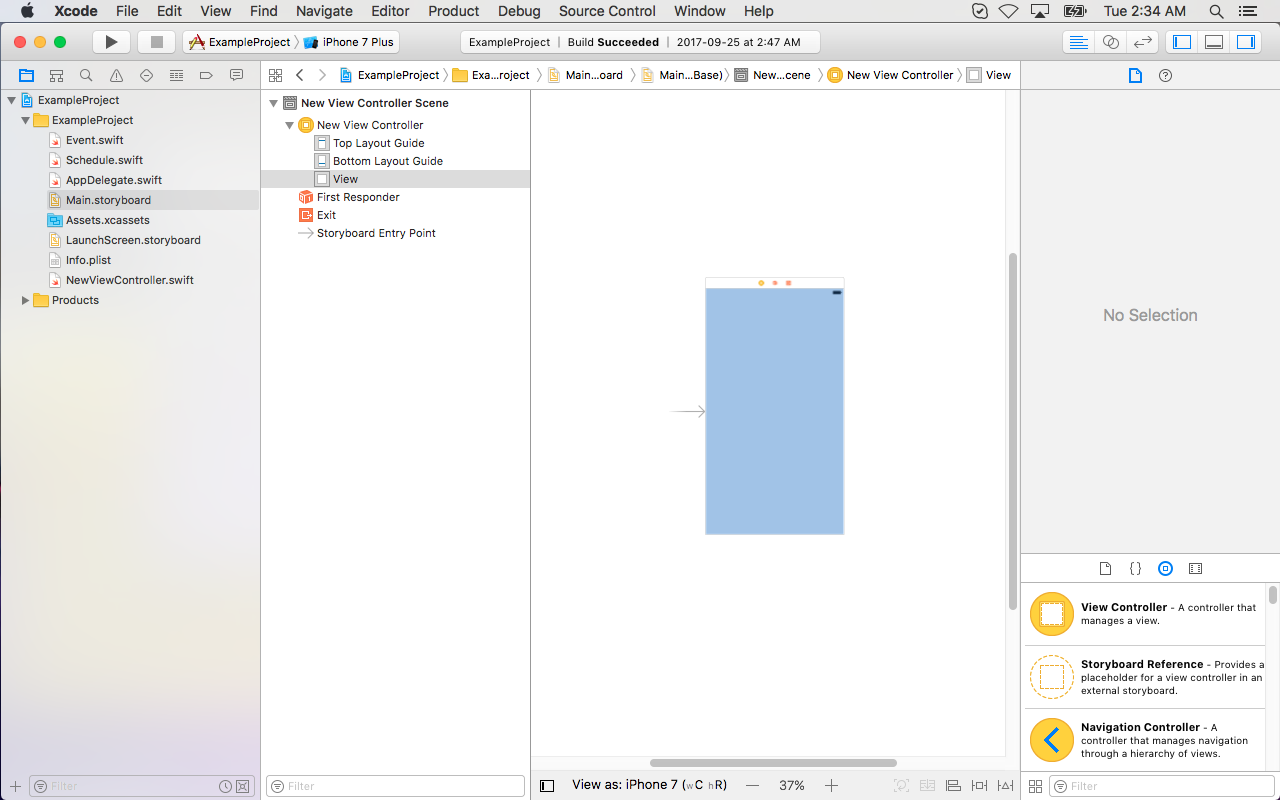 Xcode File Edit View Find Navigate Editor Product Debug Source Control Window Help Tue 2:34 AM
ExampleProject iPhone 7 Plus ExampleProject | Build Succeeded | 2017-09-25 at 2:47 AM
ExampleProject Exa...roject Main...oard Main...Base) New...cene New View Controller View
ExampleProject
ExampleProject
Event.swift
Schedule.swift
AppDelegate.swift
Main.storyboard
Assets.xcassets
LaunchScreen.storyboard
Info.plist
NewViewController.swift
Products
Filter
New View Controller Scene
New View Controller
Top Layout Guide
Bottom Layout Guide
View
First Responder
Exit
Storyboard Entry Point
Filter
View as: iPhone 7 (wC hR) — 37% +
No Selection
{}
View Controller - A controller that
manages a view.
Storyboard Reference - Provides a
placeholder for a view controller in an
external storyboard.
Navigation Controller - A
controller that manages navigation
through a hierarchy of views.
Filter